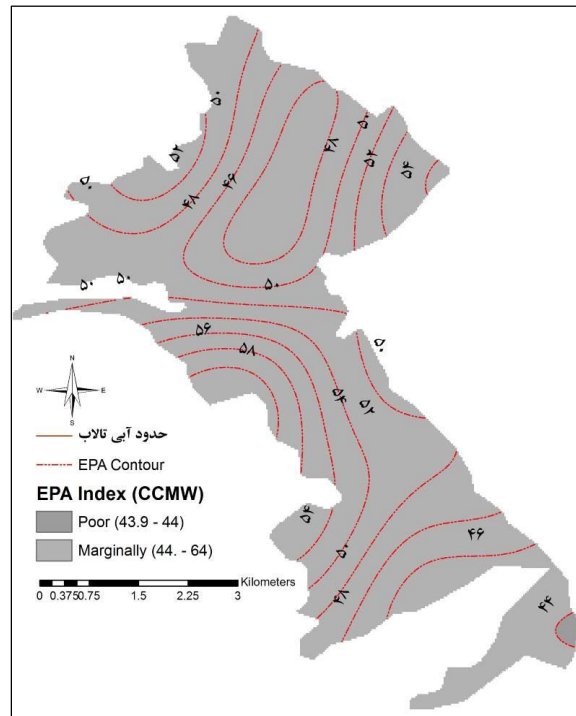 ۵۰
۵۰
۵۲
۴۸
۵۲
۵۴
۴۶
۵۰
۴۸
۵۰
۵۰
۵۰
۵۶
۵۰
۵۸
۵۴
۵۲
N
W E
S
حدود آبی تالاب
EPA Contour
EPA Index (CCMW)
Poor (43.9 - 44)
Marginally (44. - 64)
۵۴
۴۶
۵۰
Kilometers
0 0.375 0.75 1.5 2.25 3
۴۸
۴۴